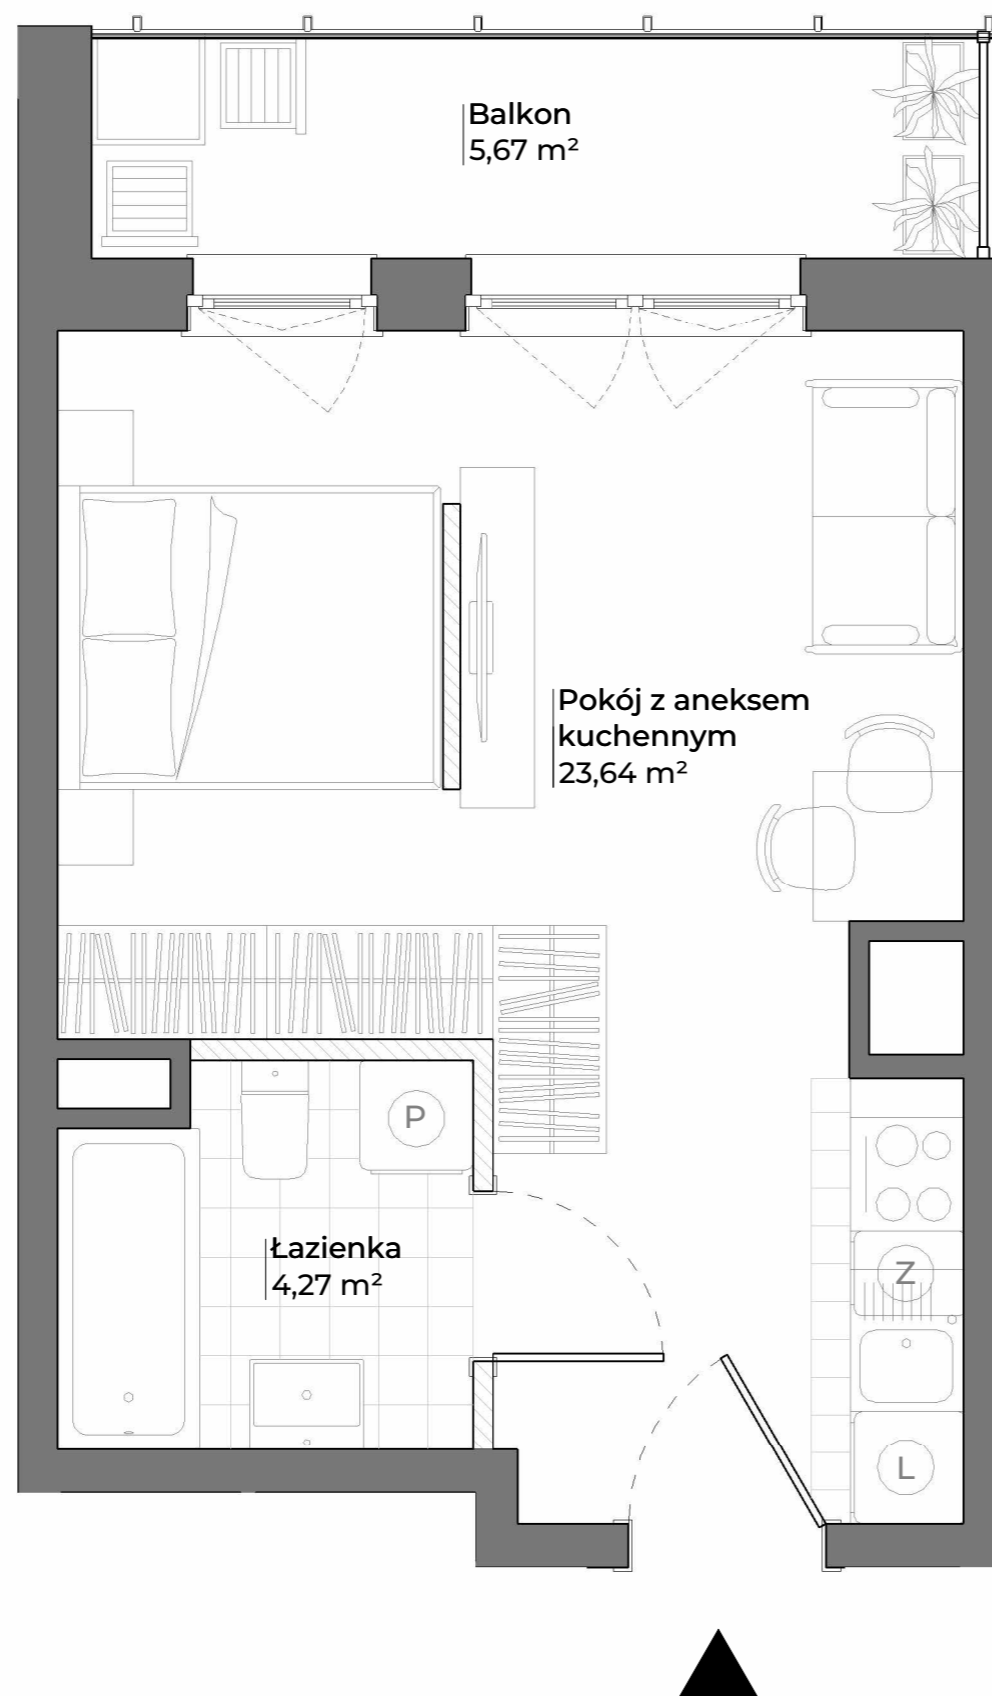 Balkon
5,67 m²
Pokój z aneksem
kuchennym
23,64 m²
P
Łazienka
4,27 m²
Z
L